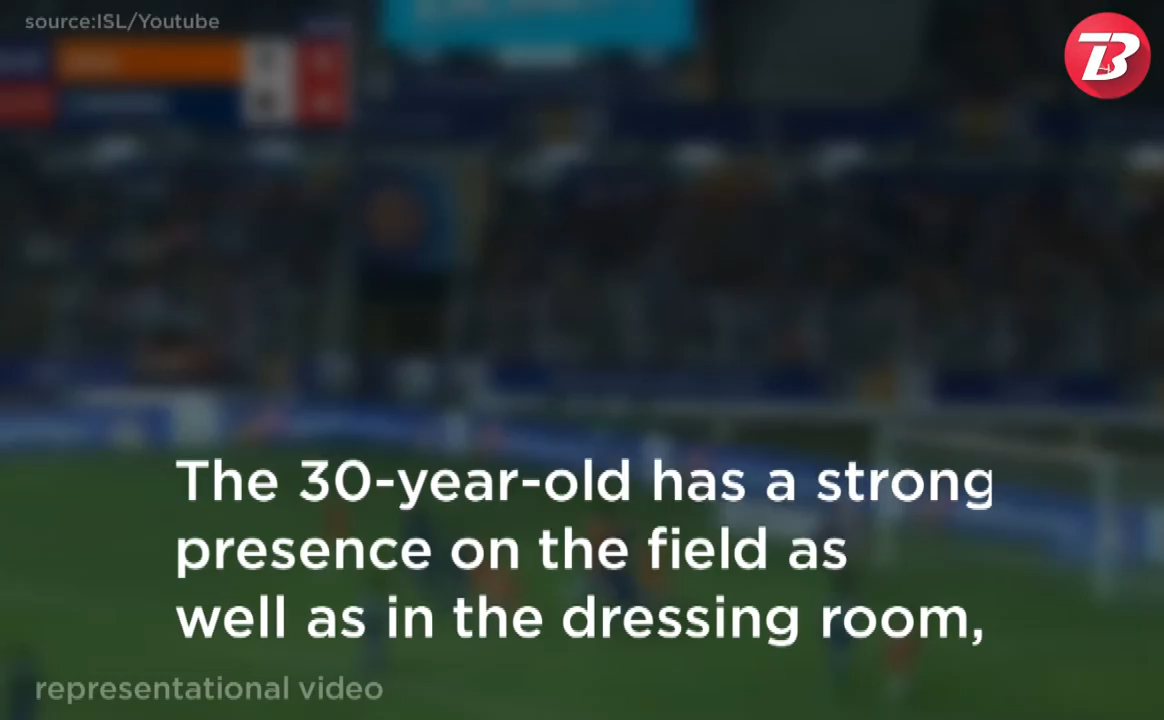 source:ISL/Youtube
TB
The 30-year-old has a strong
presence on the field as
well as in the dressing room,
representational video